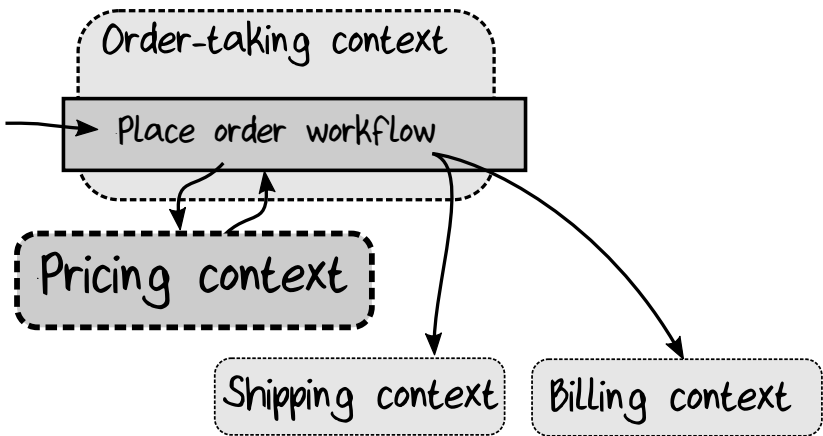 Order-taking context
Place order workflow
Pricing context
Shipping context
Billing context